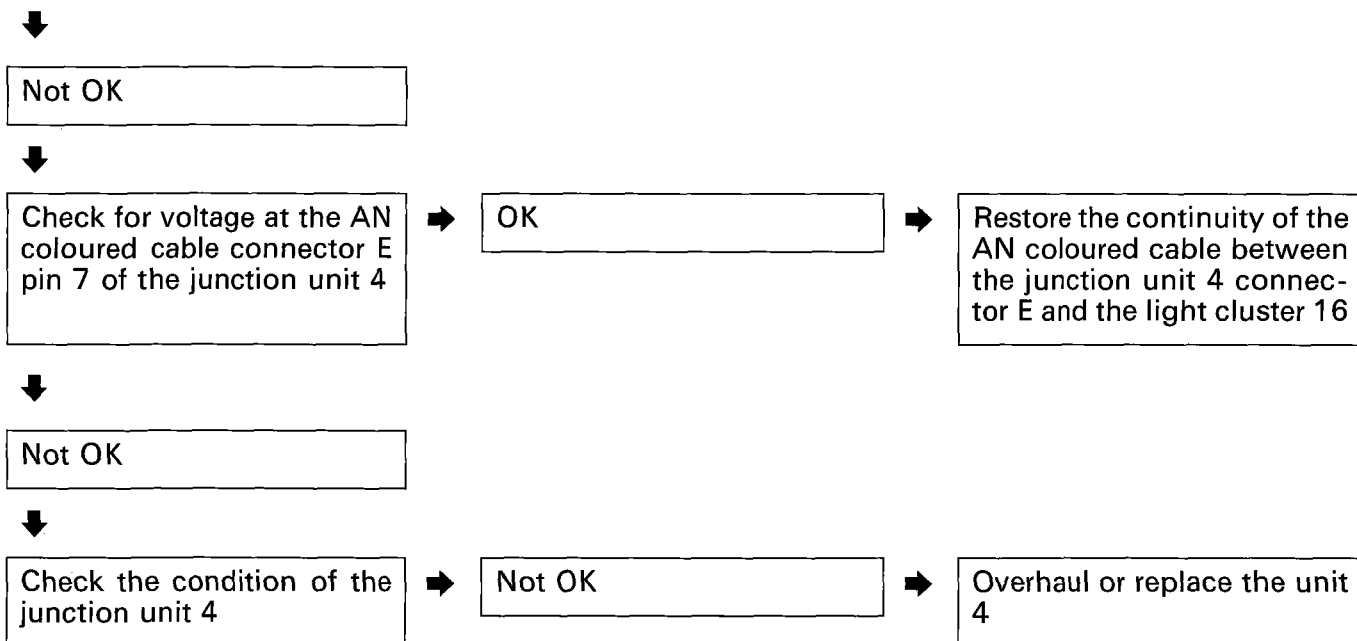 Not OK
Check for voltage at the AN
coloured cable connector E
pin 7 of the junction unit 4
OK
Restore the continuity of the
AN coloured cable between
the junction unit 4 connec-
tor E and the light cluster 16
Not OK
Check the condition of the
junction unit 4
Not OK
Overhaul or replace the unit
4